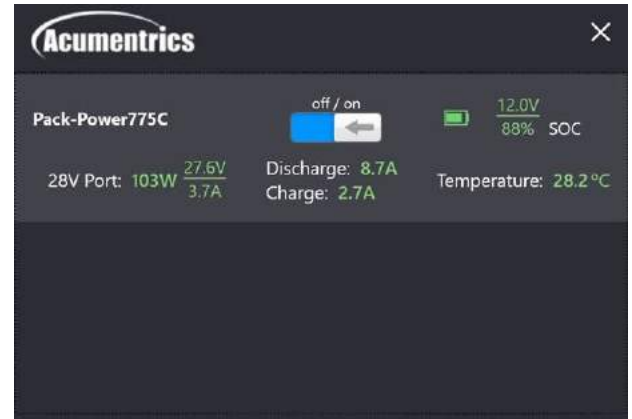 Acumentrics
Pack-Power775C
off / on
12.0V
88% SOC
28V Port: 103W 27.6V
3.7A
Discharge: 8.7A
Charge: 2.7A
Temperature: 28.2 °C